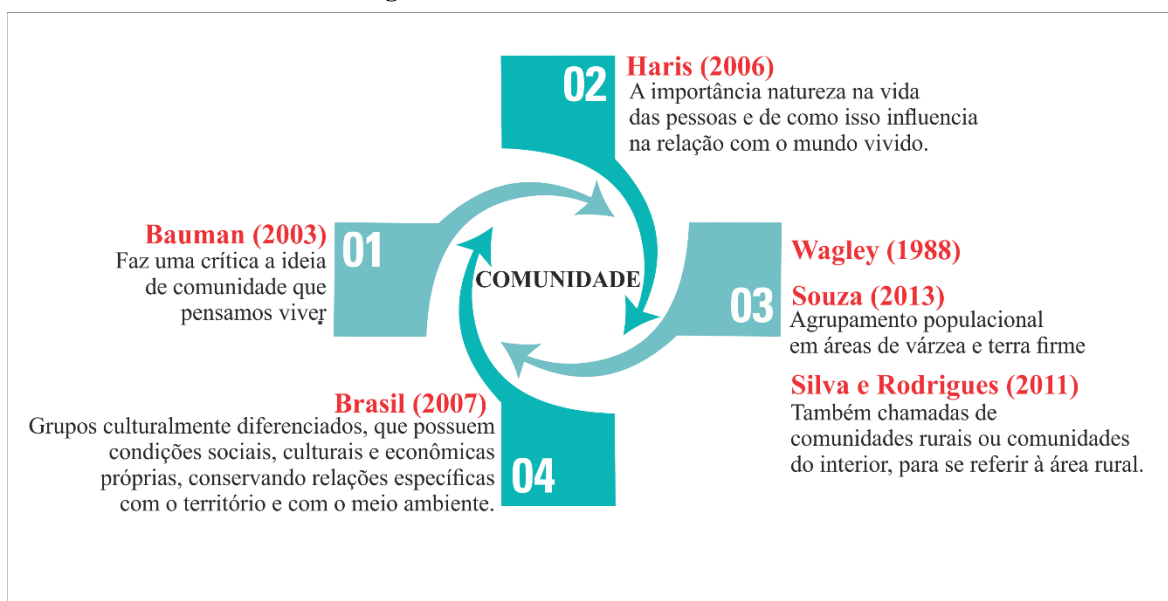 01
Bauman (2003)
Faz uma crítica a ideia
de comunidade que
pensamos viver
02
Haris (2006)
A importância natureza na vida
das pessoas e de como isso influencia
na relação com o mundo vivido.
COMUNIDADE
03
Wagley (1988)
Souza (2013)
Agrupamento populacional
em áreas de várzea e terra firme
Silva e Rodrigues (2011)
Também chamadas de
comunidades rurais ou comunidades
do interior, para se referir à área rural.
04
Brasil (2007)
Grupos culturalmente diferenciados, que possuem
condições sociais, culturais e econômicas
próprias, conservando relações específicas
com o território e com o meio ambiente.